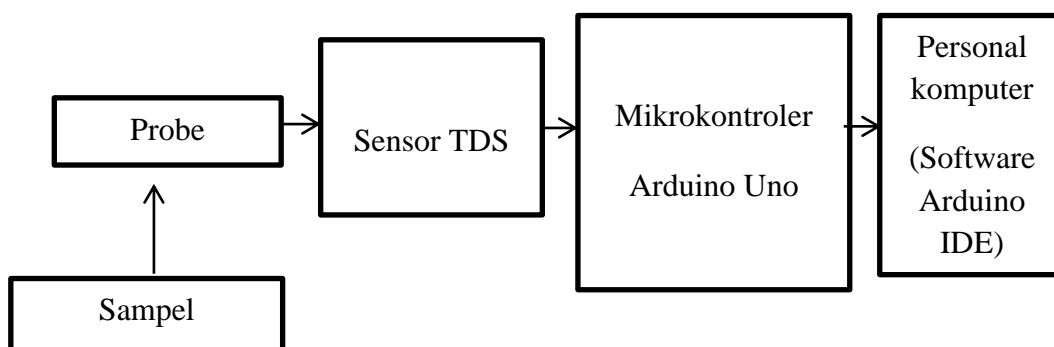 Probe
Sampel
Sensor TDS
Mikrokontroler
Arduino Uno
Personal
komputer
(Software
Arduino
IDE)